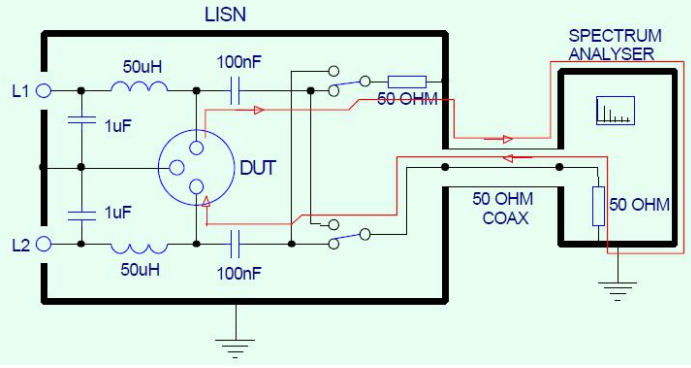 LISN
SPECTRUM
ANALYSER
50uH
100nF
L1
50 OHM
1uF
DUT
1uF
50 OHM
COAX
50 OHM
L2
50uH
100nF